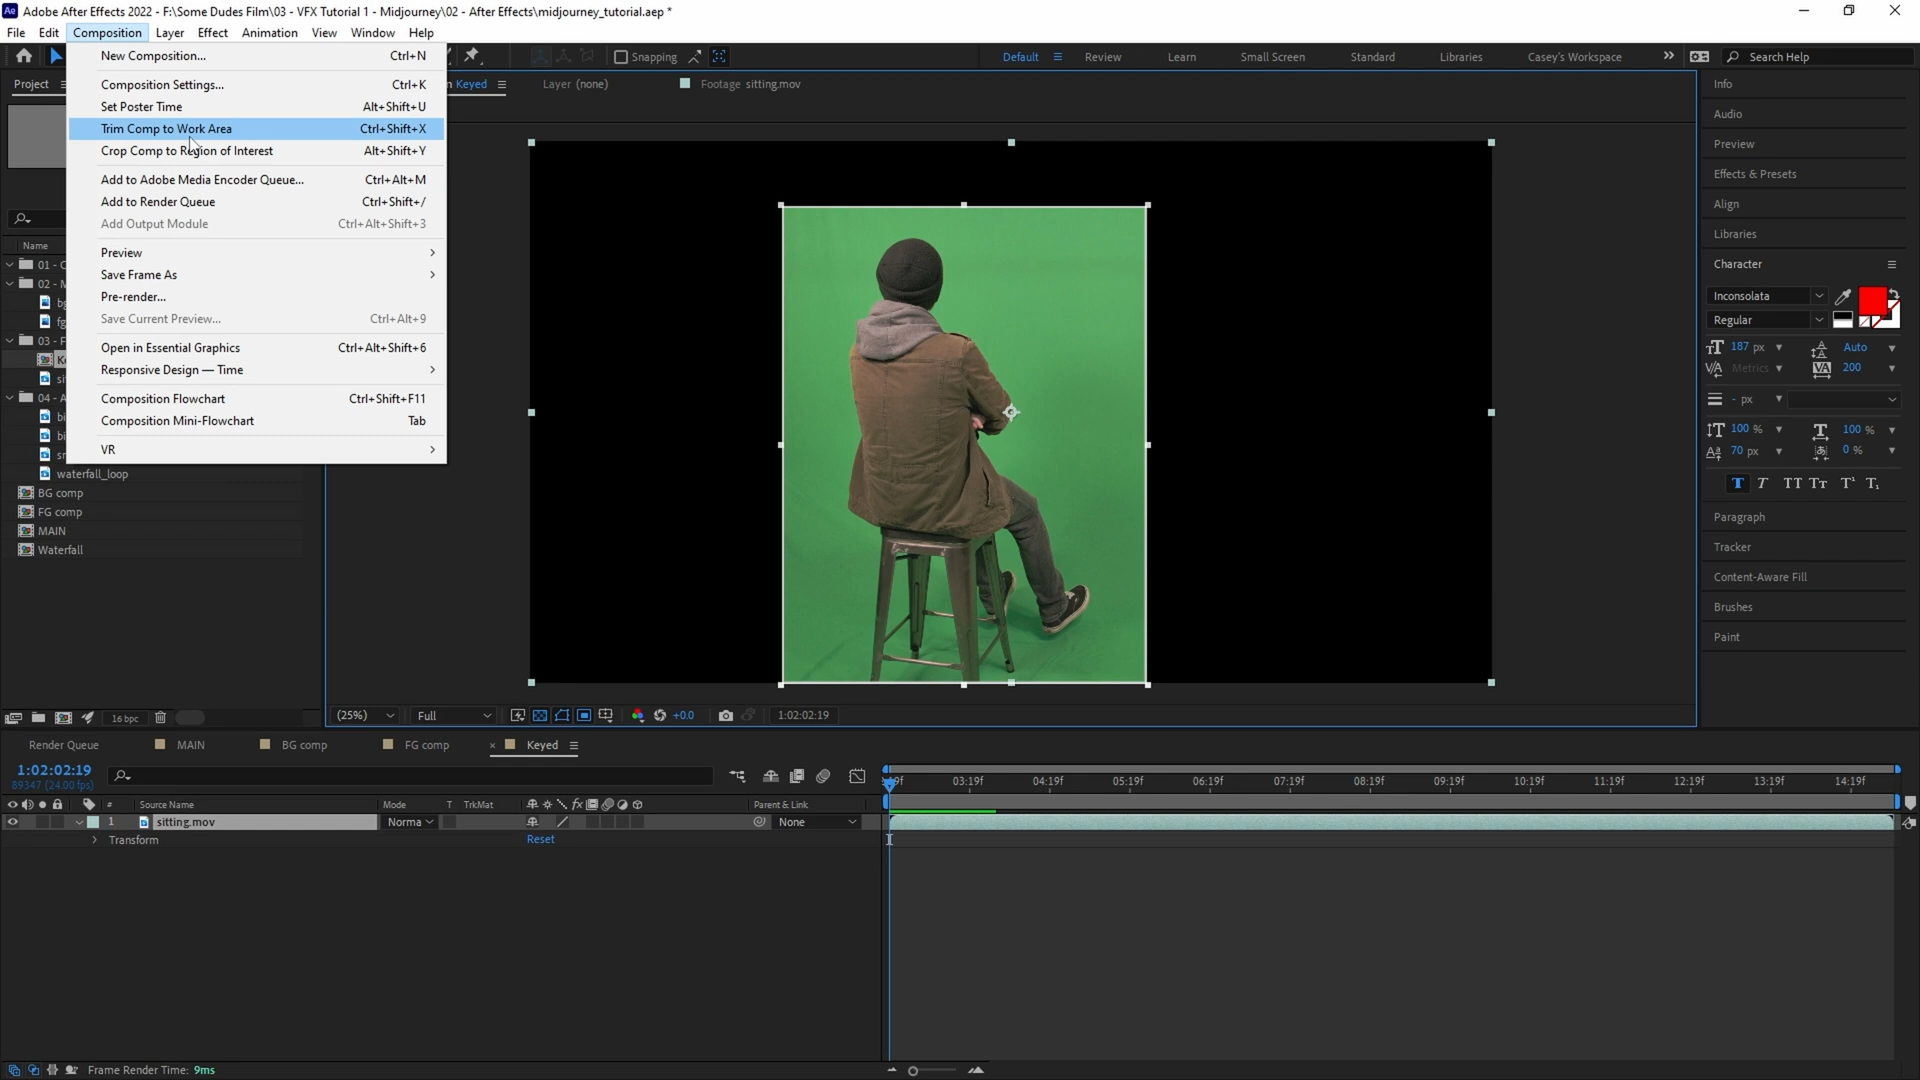 Ae Adobe After Effects 2022 - F:\Some Dudes Film\03 - VFX Tutorial 1 - Midjourney\02 - After Effects\midjourney_tutorial.aep *
File Edit Composition Layer Effect Animation View Window Help
Snapping Default Review Learn Small Screen Standard Libraries Casey's Workspace Search Help
New Composition... Ctrl+N
Composition Settings... Ctrl+K
Set Poster Time Alt+Shift+U
Trim Comp to Work Area Ctrl+Shift+X
Crop Comp to Region of Interest Alt+Shift+Y
Add to Adobe Media Encoder Queue... Ctrl+Alt+M
Add to Render Queue Ctrl+Shift+/
Add Output Module Ctrl+Alt+Shift+3
Preview
Save Frame As
Pre-render...
Save Current Preview... Ctrl+Alt+9
Open in Essential Graphics Ctrl+Alt+Shift+6
Responsive Design — Time
Composition Flowchart Ctrl+Shift+F11
Composition Mini-Flowchart Tab
VR
Project
Name
01 - C
02 - M
bg
fg
03 - F
Ke
si
04 - A
bi
bi
sr
waterfall_loop
BG comp
FG comp
MAIN
Waterfall
16 bpc
Keyed Layer (none) Footage sitting.mov
(25%) Full +0.0 1:02:02:19
Info
Audio
Preview
Effects & Presets
Align
Libraries
Character
Inconsolata
Regular
187 px Auto
Metrics 200
- px
100 % 100 %
70 px 0 %
T T TT Tт T¹ T₁
Paragraph
Tracker
Content-Aware Fill
Brushes
Paint
Render Queue MAIN BG comp FG comp × Keyed
1:02:02:19
89347 (24.00 fps)
:19f 03:19f 04:19f 05:19f 06:19f 07:19f 08:19f 09:19f 10:19f 11:19f 12:19f 13:19f 14:19f
# Source Name Mode T TrkMat fx Parent & Link
1 sitting.mov Norma None
Transform Reset
Frame Render Time: 9ms